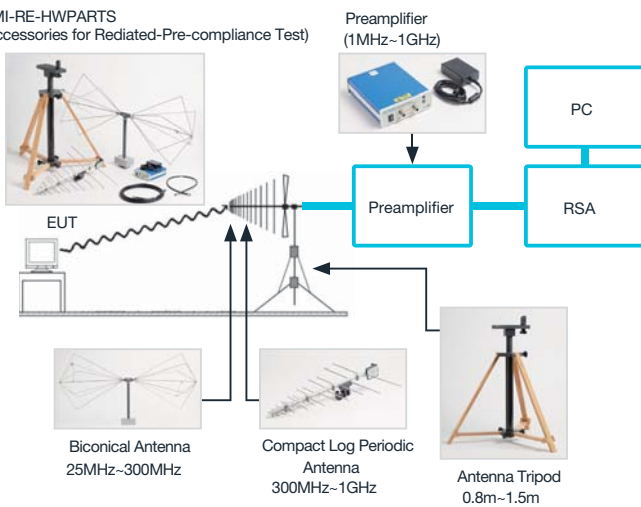 MI-RE-HWPARTS
ccessories for Rediated-Pre-compliance Test)
Preamplifier
(1MHz~1GHz)
PC
Preamplifier
RSA
EUT
Biconical Antenna
25MHz~300MHz
Compact Log Periodic
Antenna
300MHz~1GHz
Antenna Tripod
0.8m~1.5m